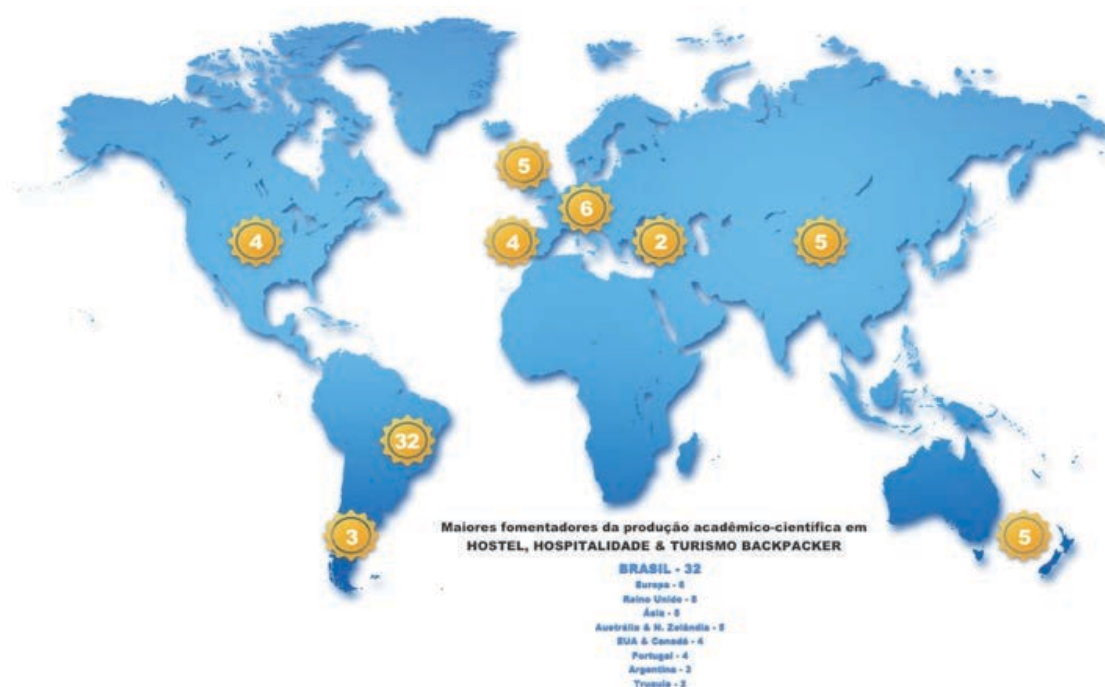 5
6
4
4
2
5
32
3
5
Maiores fomentadores da produção acadêmico-científica em
HOSTEL, HOSPITALIDADE & TURISMO BACKPACKER
BRASIL - 32
Europa - 6
Reino Unido - 5
Ásia - 5
Austrália & N. Zelândia - 5
EUA & Canadá - 4
Portugal - 4
Argentina - 3
Truquia - 2